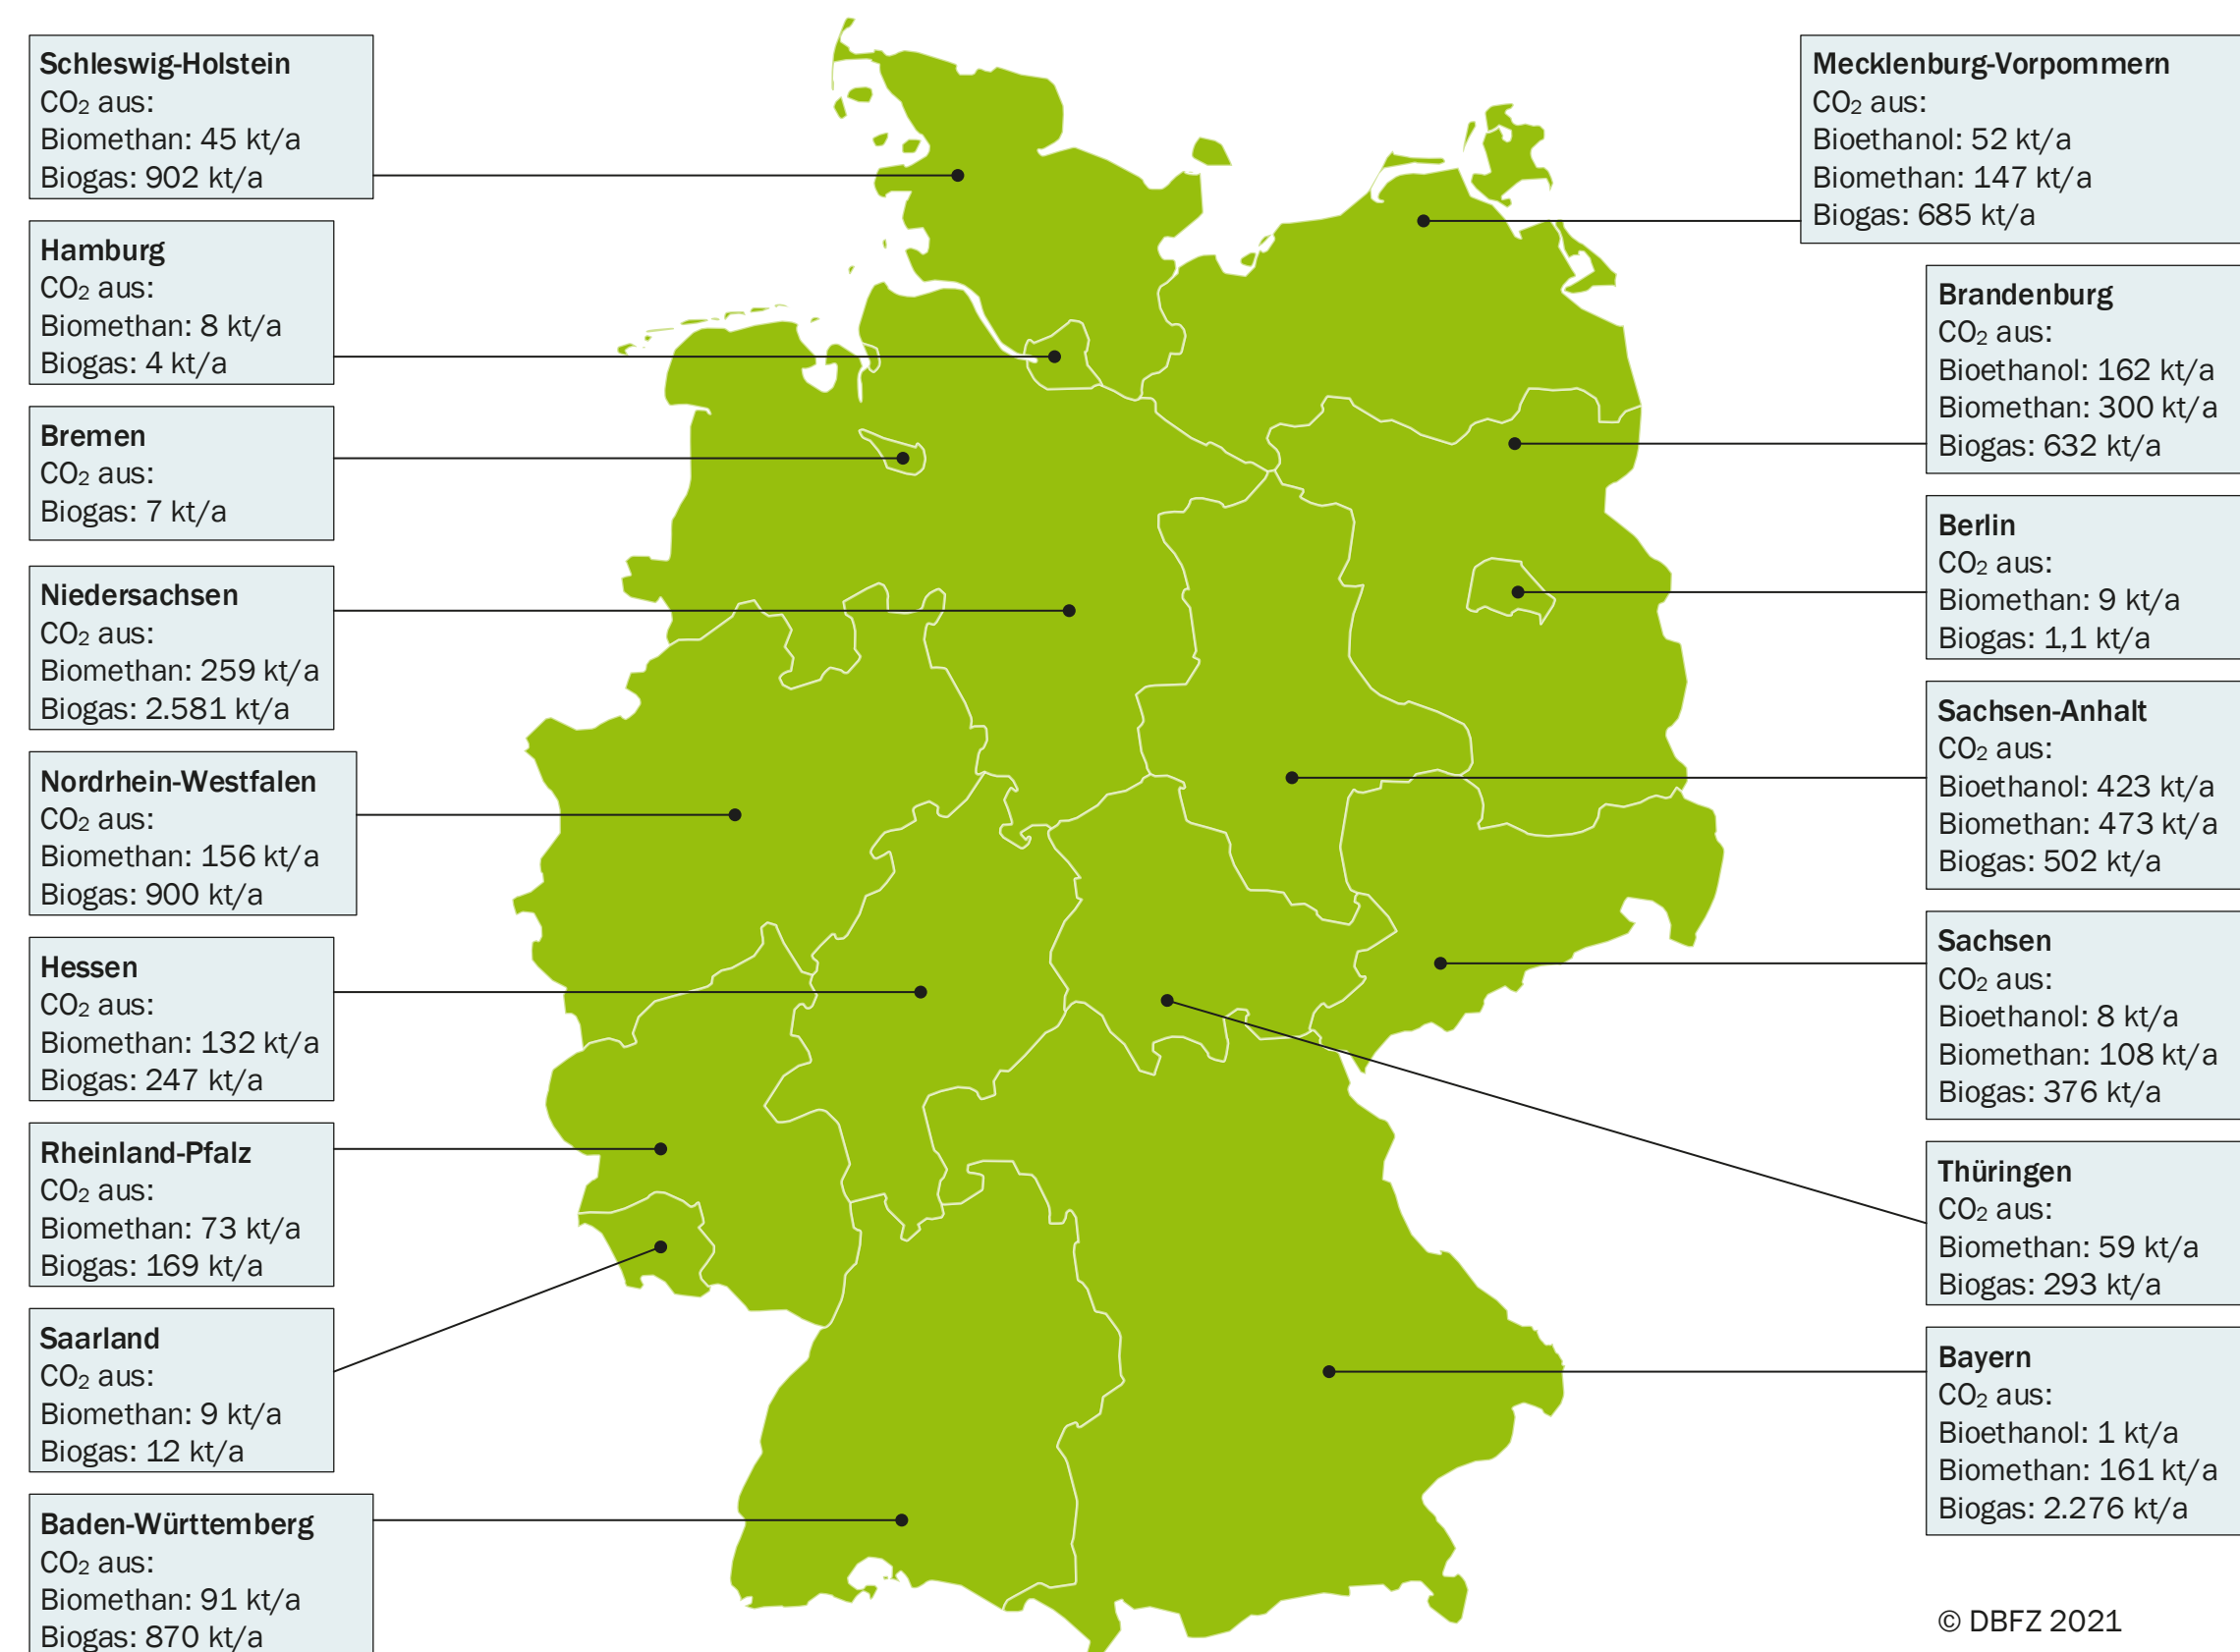 Schleswig-Holstein
CO₂ aus:
Biomethan: 45 kt/a
Biogas: 902 kt/a
Hamburg
CO₂ aus:
Biomethan: 8 kt/a
Biogas: 4 kt/a
Bremen
CO₂ aus:
Biogas: 7 kt/a
Niedersachsen
CO₂ aus:
Biomethan: 259 kt/a
Biogas: 2.581 kt/a
Nordrhein-Westfalen
CO₂ aus:
Biomethan: 156 kt/a
Biogas: 900 kt/a
Hessen
CO₂ aus:
Biomethan: 132 kt/a
Biogas: 247 kt/a
Rheinland-Pfalz
CO₂ aus:
Biomethan: 73 kt/a
Biogas: 169 kt/a
Saarland
CO₂ aus:
Biomethan: 9 kt/a
Biogas: 12 kt/a
Baden-Württemberg
CO₂ aus:
Biomethan: 91 kt/a
Biogas: 870 kt/a
Mecklenburg-Vorpommern
CO₂ aus:
Bioethanol: 52 kt/a
Biomethan: 147 kt/a
Biogas: 685 kt/a
Brandenburg
CO₂ aus:
Bioethanol: 162 kt/a
Biomethan: 300 kt/a
Biogas: 632 kt/a
Berlin
CO₂ aus:
Biomethan: 9 kt/a
Biogas: 1,1 kt/a
Sachsen-Anhalt
CO₂ aus:
Bioethanol: 423 kt/a
Biomethan: 473 kt/a
Biogas: 502 kt/a
Sachsen
CO₂ aus:
Bioethanol: 8 kt/a
Biomethan: 108 kt/a
Biogas: 376 kt/a
Thüringen
CO₂ aus:
Biomethan: 59 kt/a
Biogas: 293 kt/a
Bayern
CO₂ aus:
Bioethanol: 1 kt/a
Biomethan: 161 kt/a
Biogas: 2.276 kt/a
© DBFZ 2021